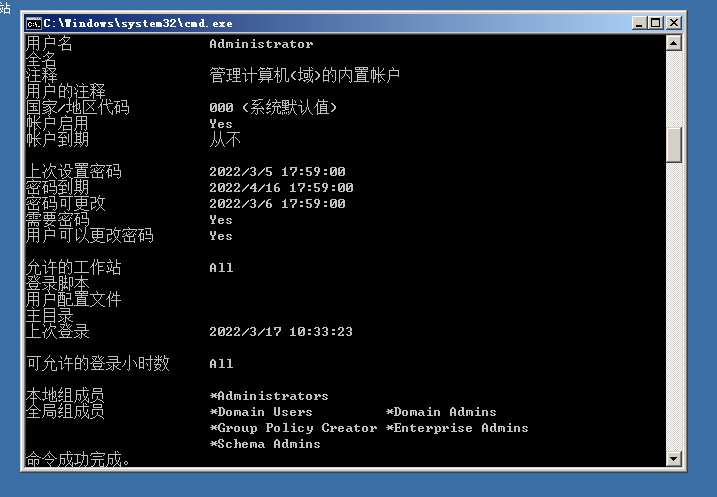 站
C:\Windows\system32\cmd.exe
用户名 Administrator
全名
注释 管理计算机(域)的内置帐户
用户的注释
国家/地区代码 000 (系统默认值)
帐户启用 Yes
帐户到期 从不
上次设置密码 2022/3/5 17:59:00
密码到期 2022/4/16 17:59:00
密码可更改 2022/3/6 17:59:00
需要密码 Yes
用户可以更改密码 Yes
允许的工作站 All
登录脚本
用户配置文件
主目录
上次登录 2022/3/17 10:33:23
可允许的登录小时数 All
本地组成员 *Administrators
全局组成员 *Domain Users *Domain Admins
*Group Policy Creator *Enterprise Admins
*Schema Admins
命令成功完成。